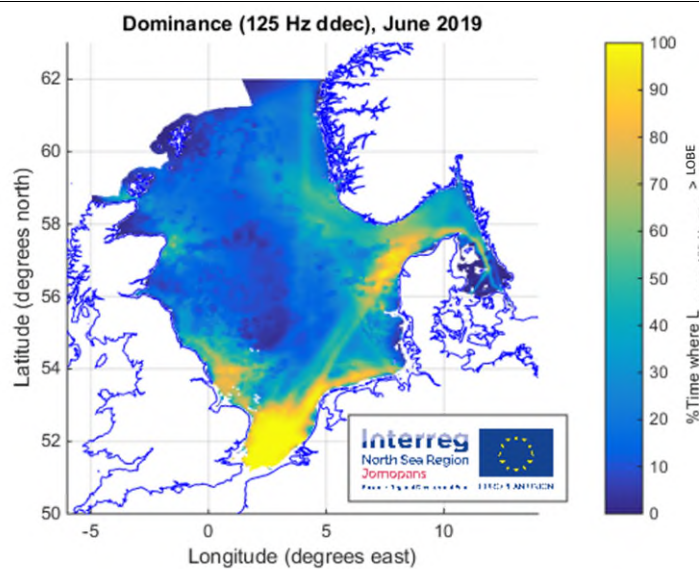 Dominance (125 Hz ddec), June 2019
62
60
58
56
54
52
50
-5
0
5
10
Latitude (degrees north)
Longitude (degrees east)
100
90
80
70
60
50
40
30
20
10
0
%Time where L
> LOBE
Interreg
North Sea Region
Jomopans